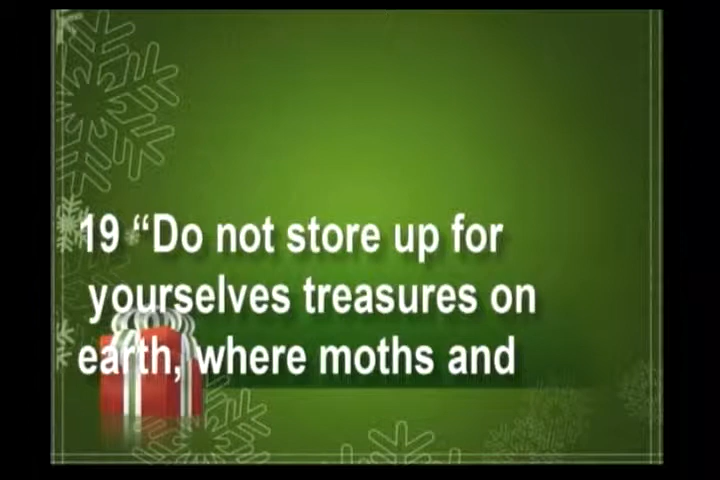 19 “Do not store up for
yourselves treasures on
earth, where moths and